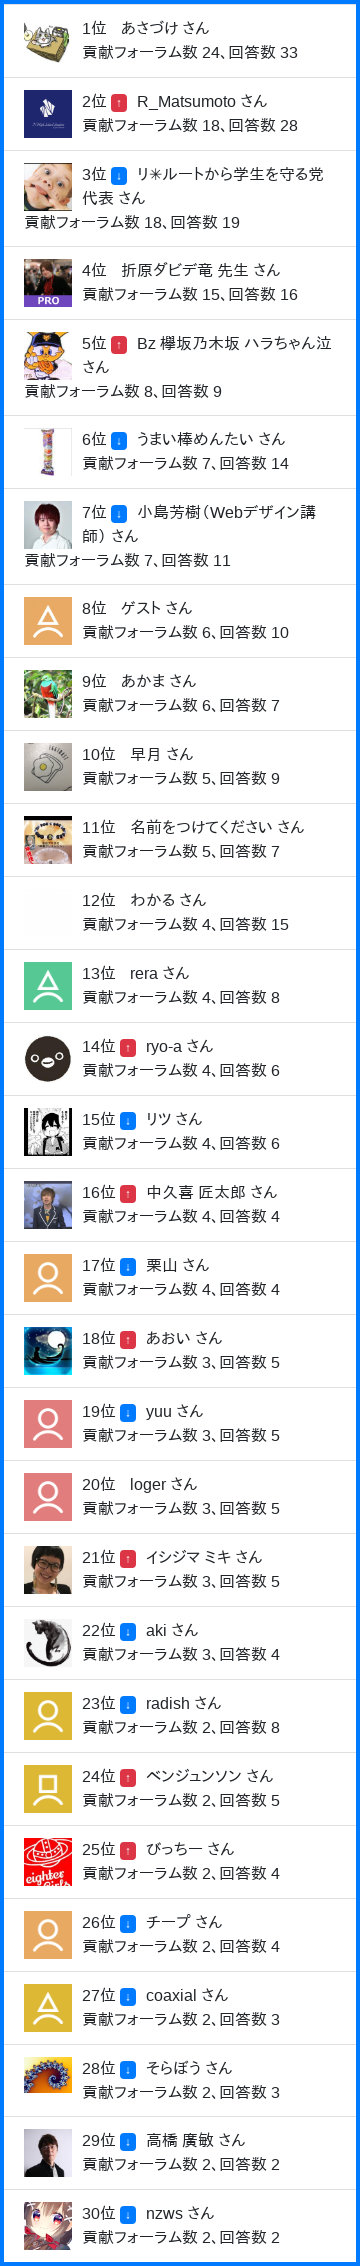 1位 あさづけ さん
貢献フォーラム数 24、回答数 33
2位 ↑ R_Matsumoto さん
貢献フォーラム数 18、回答数 28
3位 ↓ リ✳ルートから学生を守る党
代表 さん
貢献フォーラム数 18、回答数 19
4位 折原ダビデ竜 先生 さん
貢献フォーラム数 15、回答数 16
PRO
5位 ↑ Bz 欅坂乃木坂 ハラちゃん泣
さん
貢献フォーラム数 8、回答数 9
6位 ↓ うまい棒めんたい さん
貢献フォーラム数 7、回答数 14
7位 ↓ 小島芳樹（Webデザイン講
師） さん
貢献フォーラム数 7、回答数 11
8位 ゲスト さん
貢献フォーラム数 6、回答数 10
9位 あかま さん
貢献フォーラム数 6、回答数 7
10位 早月 さん
貢献フォーラム数 5、回答数 9
11位 名前をつけてください さん
貢献フォーラム数 5、回答数 7
12位 わかる さん
貢献フォーラム数 4、回答数 15
13位 rera さん
貢献フォーラム数 4、回答数 8
14位 ↑ ryo-a さん
貢献フォーラム数 4、回答数 6
15位 ↓ リツ さん
貢献フォーラム数 4、回答数 6
16位 ↑ 中久喜 匠太郎 さん
貢献フォーラム数 4、回答数 4
17位 ↓ 栗山 さん
貢献フォーラム数 4、回答数 4
18位 ↑ あおい さん
貢献フォーラム数 3、回答数 5
19位 ↓ yuu さん
貢献フォーラム数 3、回答数 5
20位 loger さん
貢献フォーラム数 3、回答数 5
21位 ↑ イシジマ ミキ さん
貢献フォーラム数 3、回答数 5
22位 ↓ aki さん
貢献フォーラム数 3、回答数 4
23位 ↓ radish さん
貢献フォーラム数 2、回答数 8
24位 ↑ ベンジュンソン さん
貢献フォーラム数 2、回答数 5
25位 ↑ びっちー さん
貢献フォーラム数 2、回答数 4
eighter
26位 ↓ チープ さん
貢献フォーラム数 2、回答数 4
27位 ↓ coaxial さん
貢献フォーラム数 2、回答数 3
28位 ↓ そらぼう さん
貢献フォーラム数 2、回答数 3
29位 ↓ 高橋 廣敏 さん
貢献フォーラム数 2、回答数 2
30位 ↓ nzws さん
貢献フォーラム数 2、回答数 2